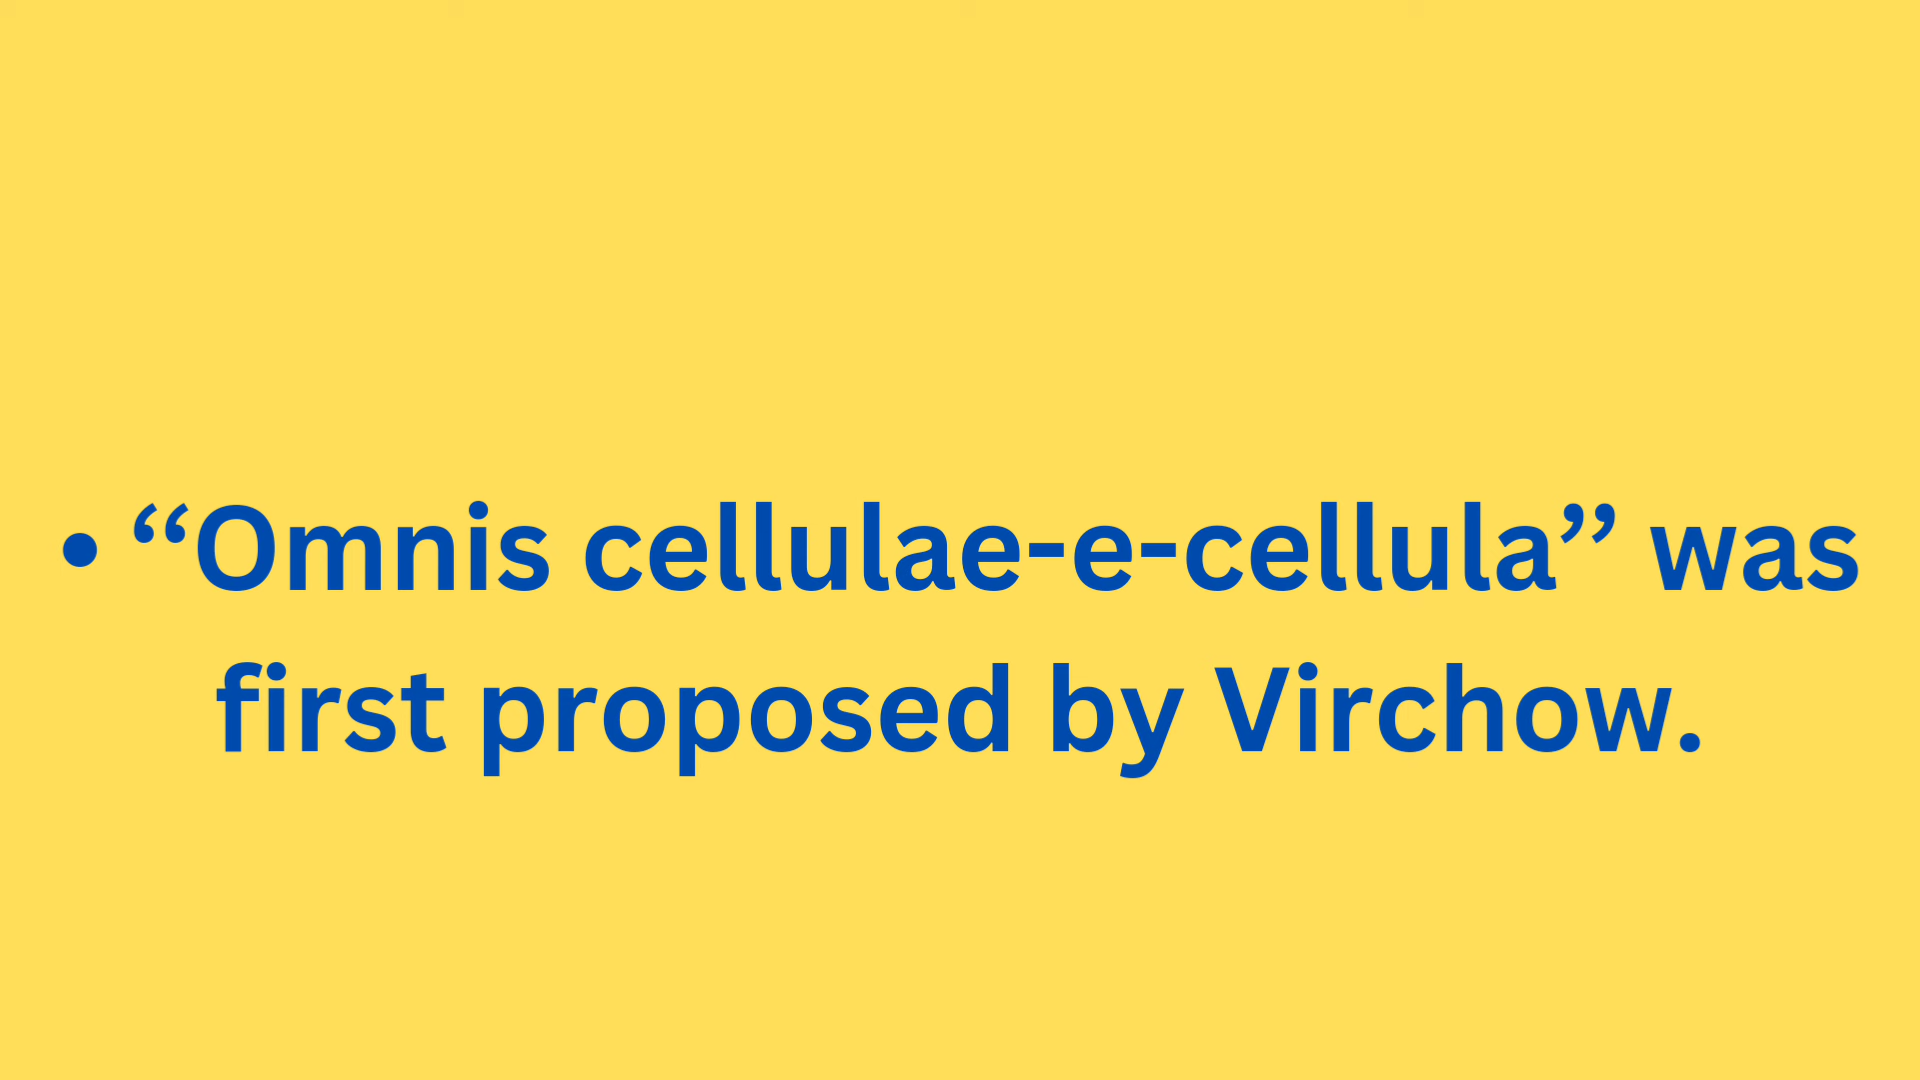 • “Omnis cellulae-e-cellula” was
first proposed by Virchow.